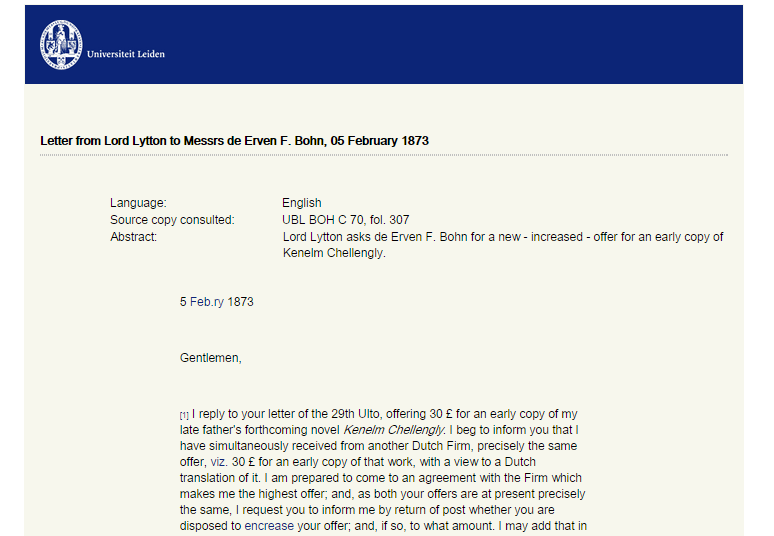 Universiteit Leiden
Letter from Lord Lytton to Messrs de Erven F. Bohn, 05 February 1873
Language: English
Source copy consulted: UBL BOH C 70, fol. 307
Abstract: Lord Lytton asks de Erven F. Bohn for a new - increased - offer for an early copy of
Kenelm Chellengly.
5 Feb.ry 1873
Gentlemen,
[1] I reply to your letter of the 29th Ulto, offering 30 £ for an early copy of my
late father's forthcoming novel Kenelm Chellengly. I beg to inform you that I
have simultaneously received from another Dutch Firm, precisely the same
offer, viz. 30 £ for an early copy of that work, with a view to a Dutch
translation of it. I am prepared to come to an agreement with the Firm which
makes me the highest offer; and, as both your offers are at present precisely
the same, I request you to inform me by return of post whether you are
disposed to encrease your offer; and, if so, to what amount. I may add that in